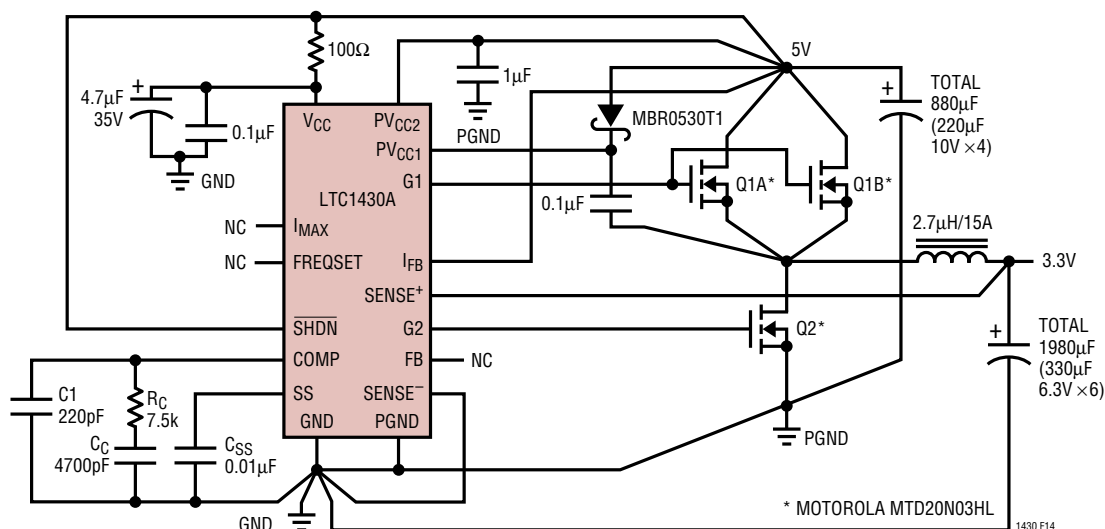 100Ω
4.7µF
35V
+
0.1µF
GND
1µF
PGND
MBR0530T1
5V
+
TOTAL
880µF
(220µF
10V ×4)
VCC
PVCC2
PVCC1
G1
LTC1430A
Q1A*
Q1B*
0.1µF
NC
IMAX
NC
FREQSET
IFB
2.7µH/15A
3.3V
SENSE+
SHDN
G2
Q2*
+
TOTAL
1980µF
(330µF
6.3V ×6)
COMP
FB
NC
SS
SENSE–
GND
PGND
C1
220pF
RC
7.5k
CC
4700pF
CSS
0.01µF
PGND
GND
* MOTOROLA MTD20N03HL
1430 F14